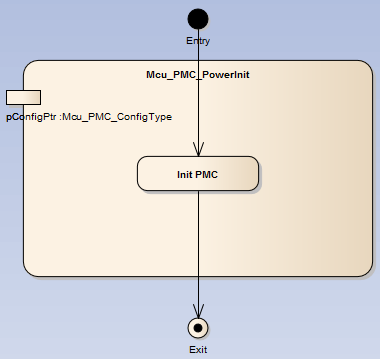 Entry
Mcu_PMC_PowerInit
pConfigPtr :Mcu_PMC_ConfigType
Init PMC
Exit